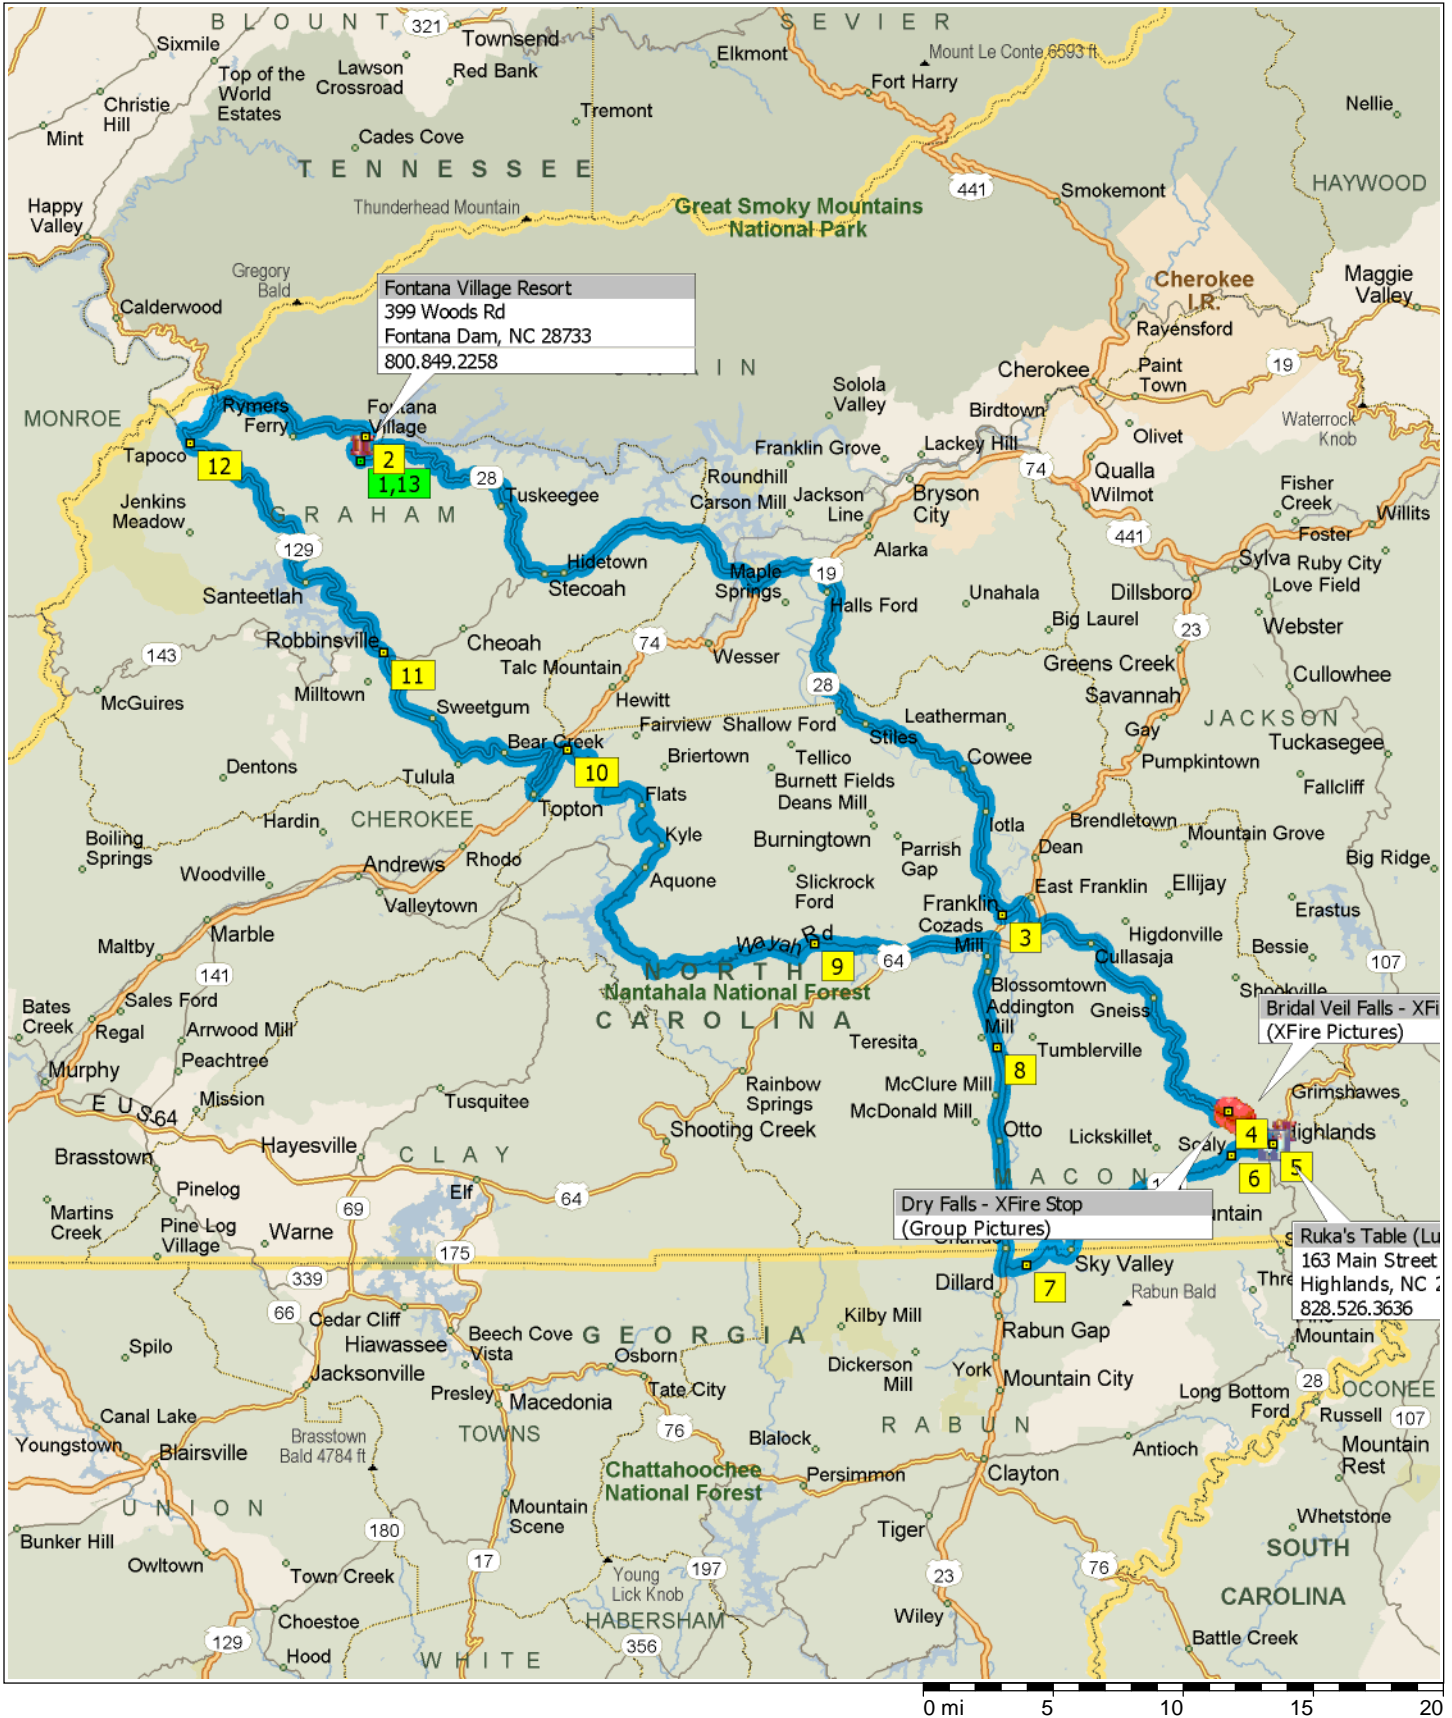 BLOUNT
321
Townsend
SEVIER
Sixmile
Elkmont
Mount Le Conte 6593 ft
Top of the
World
Estates
Lawson
Crossroad
Red Bank
Fort Harry
Christie
Hill
Tremont
Nellie
Mint
Cades Cove
TENNESSEE
HAYWOOD
441
Smokemont
Happy
Valley
Thunderhead Mountain
Great Smoky Mountains
National Park
Gregory
Bald
Cherokee
I.R.
Maggie
Valley
Calderwood
Fontana Village Resort
399 Woods Rd
Fontana Dam, NC 28733
800.849.2258
Ravensford
AIN
Cherokee
Paint
Town
19
MONROE
Rymers
Ferry
Fontana
Village
Solola
Valley
Birdtown
Waterrock
Knob
Tapoco
12
2
1,13
28
Franklin Grove
Lackey Hill
Olivet
74
Qualla
Wilmot
Roundhill
Carson Mill
Jackson
Line
Bryson
City
Fisher
Creek
Willits
Jenkins
Meadow
GRAHAM
Tuskeegee
441
Foster
129
Alarka
Sylva
Ruby City
Love Field
Hidetown
Stecoah
Maple
Springs
19
Halls Ford
Unahala
Dillsboro
Santeetlah
Webster
Robbinsville
Cheoah
74
Wesser
Big Laurel
23
143
11
Talc Mountain
28
Greens Creek
Cullowhee
McGuires
Milltown
Hewitt
Savannah
Sweetgum
Fairview
Shallow Ford
Leatherman
Gay
JACKSON
Tuckasegee
Bear Creek
Stiles
Dentons
Tulula
10
Briertown
Tellico
Cowee
Pumpkintown
Burnett Fields
Deans Mill
Fallcliff
Topton
Flats
Hardin
CHEROKEE
Iotla
Brendletown
Boiling
Springs
Kyle
Burningtown
Parrish
Gap
Dean
Mountain Grove
Andrews
Rhodo
Big Ridge
Woodville
Aquone
Slickrock
Ford
East Franklin
Ellijay
Valleytown
Franklin
Erastus
Marble
Cozads
Mill
3
Higdonville
Maltby
Wayah Rd
9
64
Cullasaja
Bessie
107
141
NORTH
Nantahala National Forest
CAROLINA
Blossomtown
Shookville
Bates
Creek
Sales Ford
Regal
Addington
Mill
Gneiss
Bridal Veil Falls - XFi
(XFire Pictures)
Arrwood Mill
Teresita
Tumblerville
Peachtree
8
Murphy
Rainbow
Springs
McClure Mill
Grimshawes
E US 64
Mission
Tusquitee
McDonald Mill
Hayesville
Shooting Creek
Otto
Lickskillet
4
Highlands
Brasstown
CLAY
Scaly
5
6
MACON
Pinelog
Elf
64
69
Dry Falls - XFire Stop
(Group Pictures)
Martins
Creek
Pine Log
Village
Warne
untain
175
Ruka's Table (Lu
163 Main Street
Highlands, NC 2
828.526.3636
339
Dillard
7
Sky Valley
Rabun Bald
Thre
66
Cedar Cliff
Kilby Mill
Hiawassee
Beech Cove
Vista
GEORGIA
Rabun Gap
Mountain
Spilo
Osborn
Dickerson
Mill
Jacksonville
York
Mountain City
28
Presley
Macedonia
Tate City
Long Bottom
Ford
OCONEE
Canal Lake
Brasstown
Bald 4784 ft
TOWNS
76
RABUN
Russell
107
Youngstown
Blairsville
Blalock
Antioch
Mountain
Rest
Chattahoochee
National Forest
Persimmon
Clayton
UNION
Mountain
Scene
Whetstone
Bunker Hill
180
Tiger
SOUTH
CAROLINA
Owltown
17
Young
Lick Knob
197
23
76
Town Creek
Choestoe
HABERSHAM
Wiley
129
Hood
WHITE
356
Battle Creek
0 mi
5
10
15
20